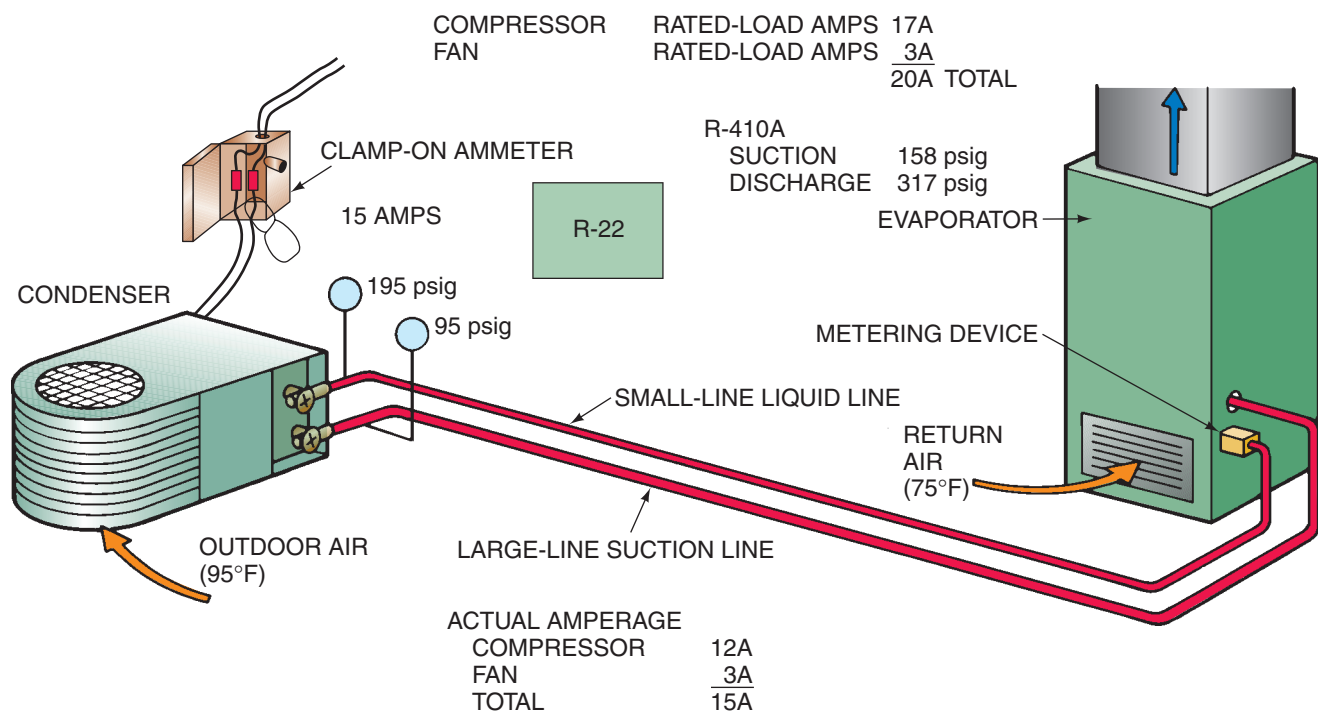 COMPRESSOR RATED-LOAD AMPS 17A
FAN RATED-LOAD AMPS 3A
20A TOTAL
R-410A
SUCTION 158 psig
DISCHARGE 317 psig
CLAMP-ON AMMETER
15 AMPS
R-22
EVAPORATOR
CONDENSER
195 psig
95 psig
METERING DEVICE
SMALL-LINE LIQUID LINE
RETURN
AIR
(75°F)
OUTDOOR AIR
(95°F)
LARGE-LINE SUCTION LINE
ACTUAL AMPERAGE
COMPRESSOR 12A
FAN 3A
TOTAL 15A